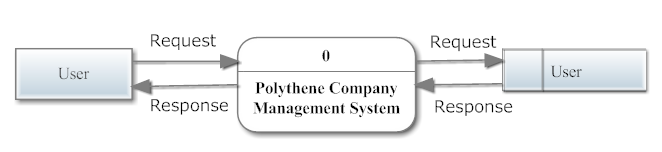 Request
Request
0
User
User
Polythene Company
Management System
Response
Response